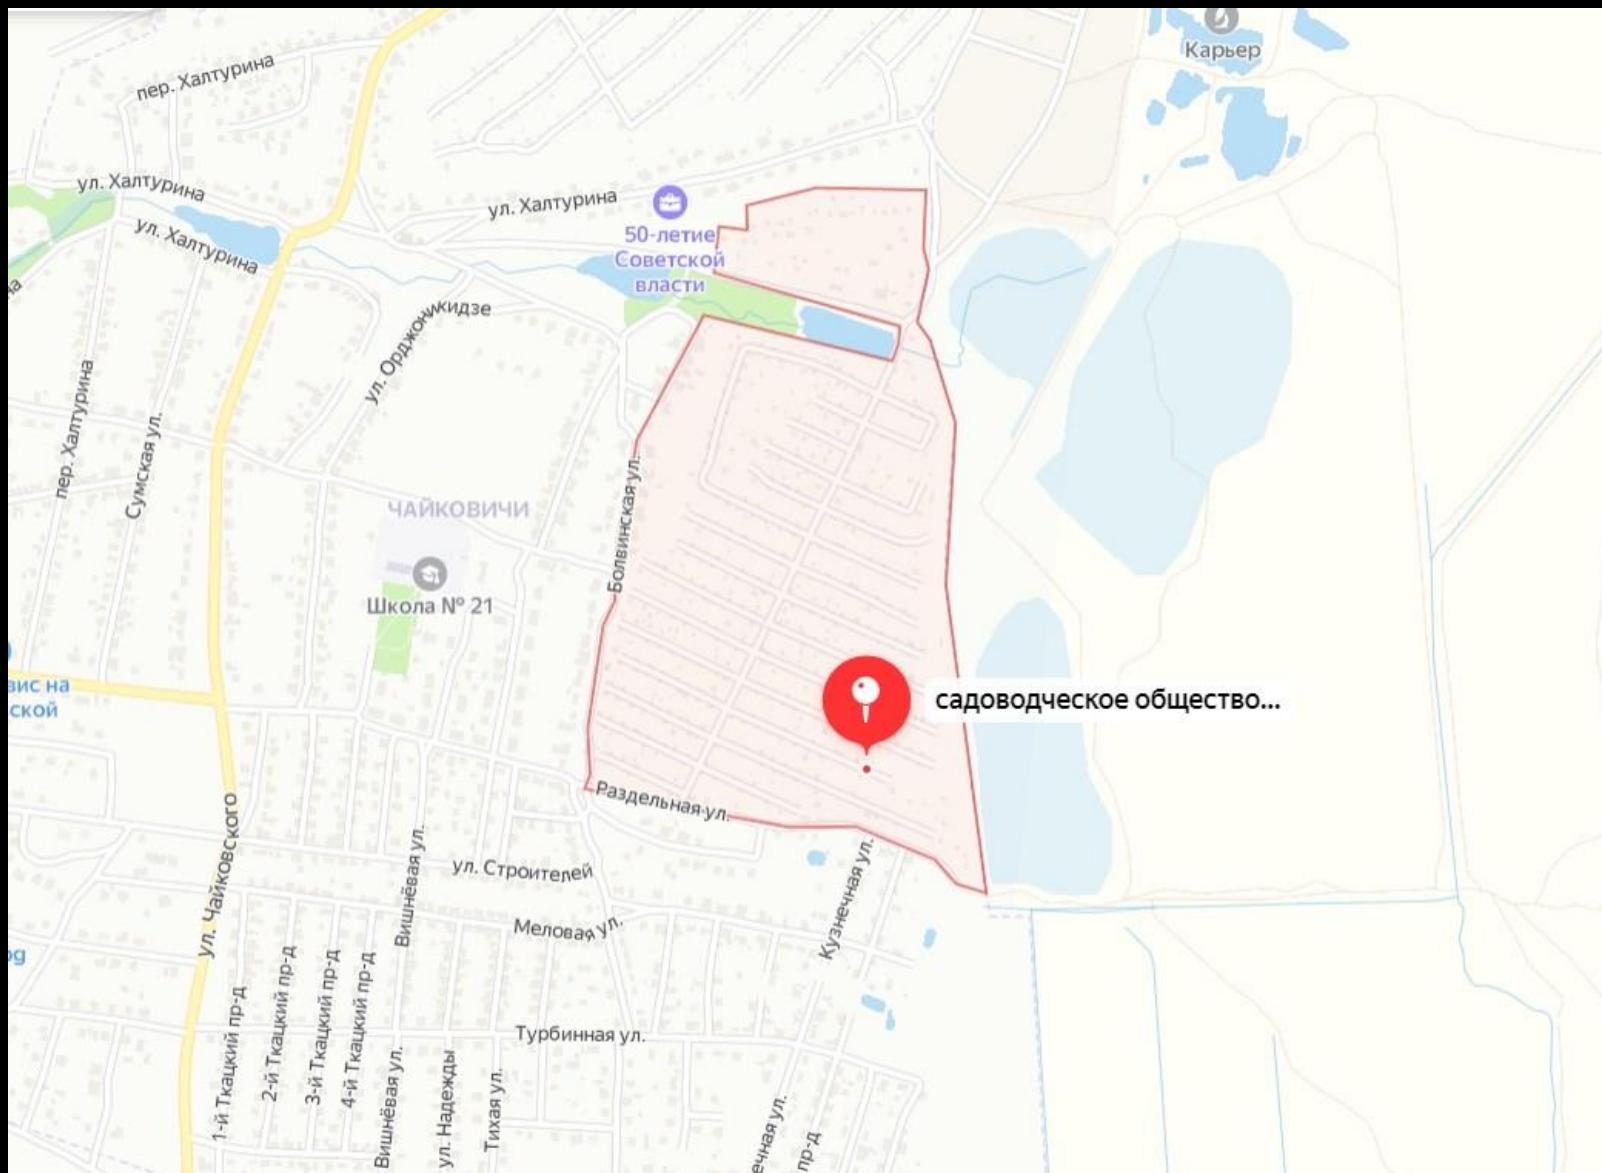 Карьер
пер. Халтурина
ул. Халтурина
ул. Халтурина
ул. Халтурина
50-летие
Советской
власти
ул. Орджоникидзе
пер. Халтурина
Сумская ул.
Болвинская ул.
ЧАЙКОВИЧИ
Школа № 21
садоводческое общество...
вис на
ской
Раздельная ул.
ул. Чайковского
Вишнёвая ул.
ул. Строителей
Меловая ул.
Кузнечная ул.
1-й Ткацкий пр-д
2-й Ткацкий пр-д
3-й Ткацкий пр-д
4-й Ткацкий пр-д
Турбинная ул.
Вишнёвая ул.
ул. Надежды
Тихая ул.
ечная ул.
пр-д